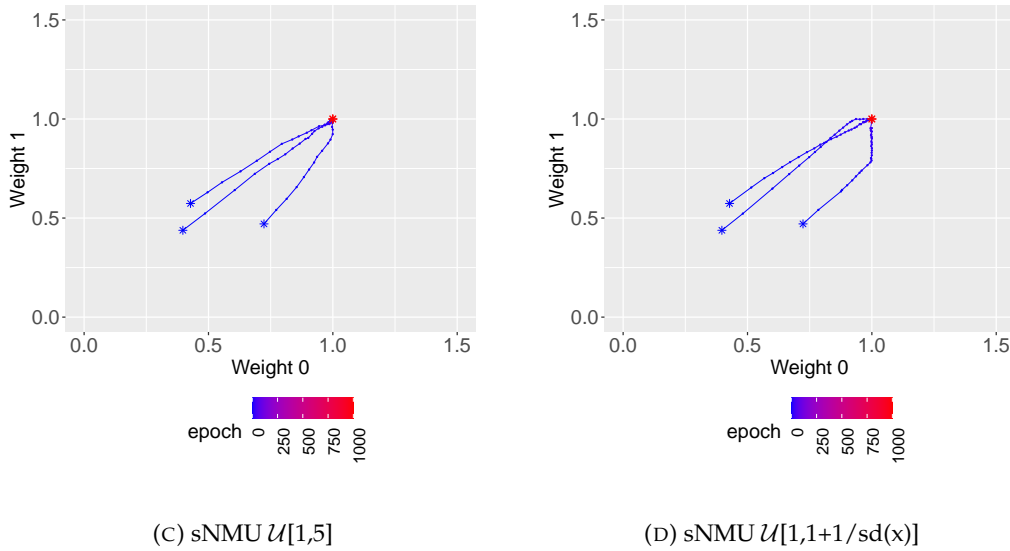 1.5
1.0
0.5
0.0
Weight 1
0.0 0.5 1.0 1.5
Weight 0
epoch
0 250 500 750 1000
(C) sNMU U[1,5]
1.5
1.0
0.5
0.0
Weight 1
0.0 0.5 1.0 1.5
Weight 0
epoch
0 250 500 750 1000
(D) sNMU U[1,1+1/sd(x)]